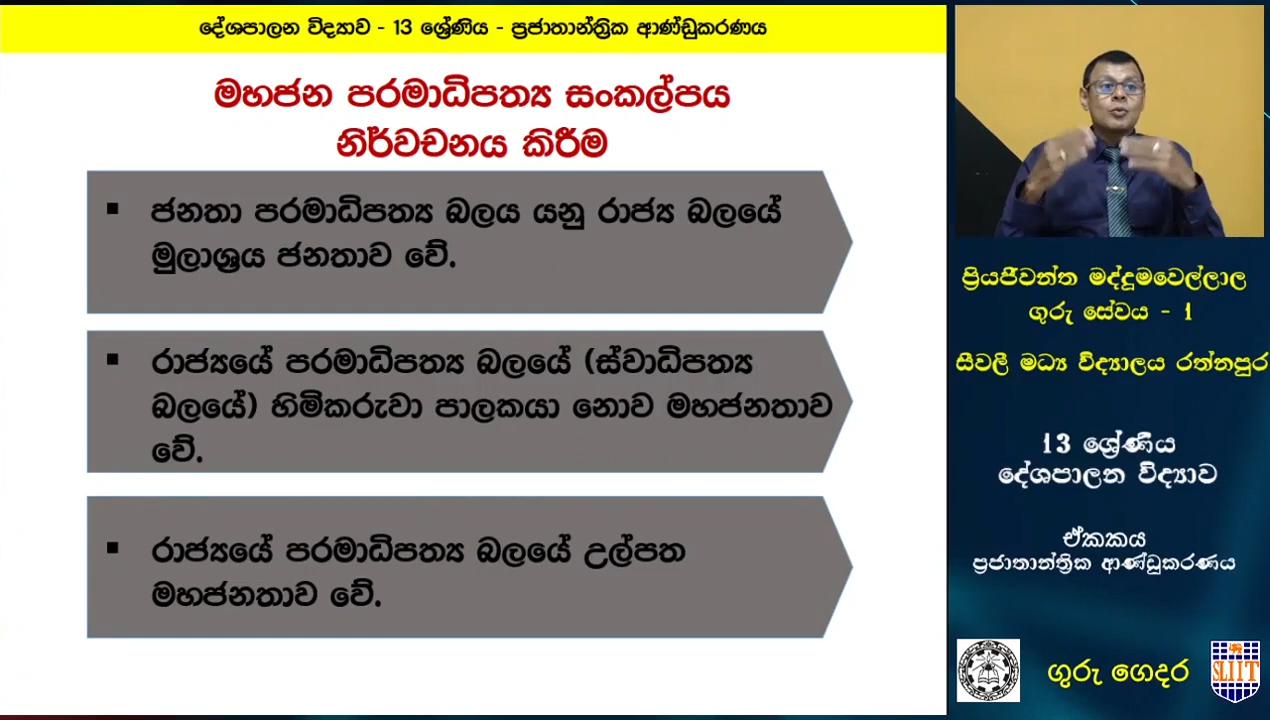 දේශපාලන විද්‍යාව - 13 ශ්‍රේණිය - ප්‍රජාතාන්ත්‍රික ආණ්ඩුකරණය
මහජන පරමාධිපත්‍ය සංකල්පය
නිර්වචනය කිරීම
▪ ජනතා පරමාධිපත්‍ය බලය යනු රාජ්‍ය බලයේ
මුලාශ්‍රය ජනතාව වේ.
▪ රාජ්‍යයේ පරමාධිපත්‍ය බලයේ (ස්වාධිපත්‍ය
බලයේ) හිමිකරුවා පාලකයා නොව මහජනතාව
වේ.
▪ රාජ්‍යයේ පරමාධිපත්‍ය බලයේ උල්පත
මහජනතාව වේ.
ප්‍රියජීවන්ත මද්දුමවෙල්ලාල
ගුරු සේවය - 1
සීවලී මධ්‍ය විද්‍යාලය රත්නපුර
13 ශ්‍රේණිය
දේශපාලන විද්‍යාව
ඒකකය
ප්‍රජාතාන්ත්‍රික ආණ්ඩුකරණය
ගුරු ගෙදර
SLIIT